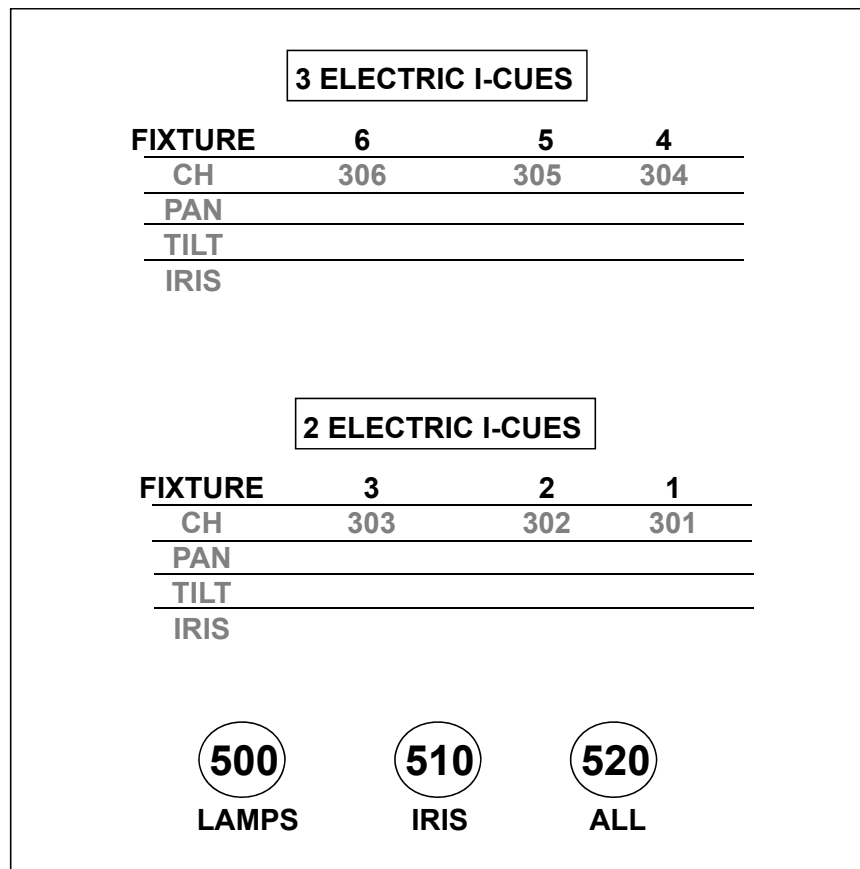 3 ELECTRIC I-CUES
FIXTURE 6 5 4
CH 306 305 304
PAN
TILT
IRIS
2 ELECTRIC I-CUES
FIXTURE 3 2 1
CH 303 302 301
PAN
TILT
IRIS
500 510 520
LAMPS IRIS ALL